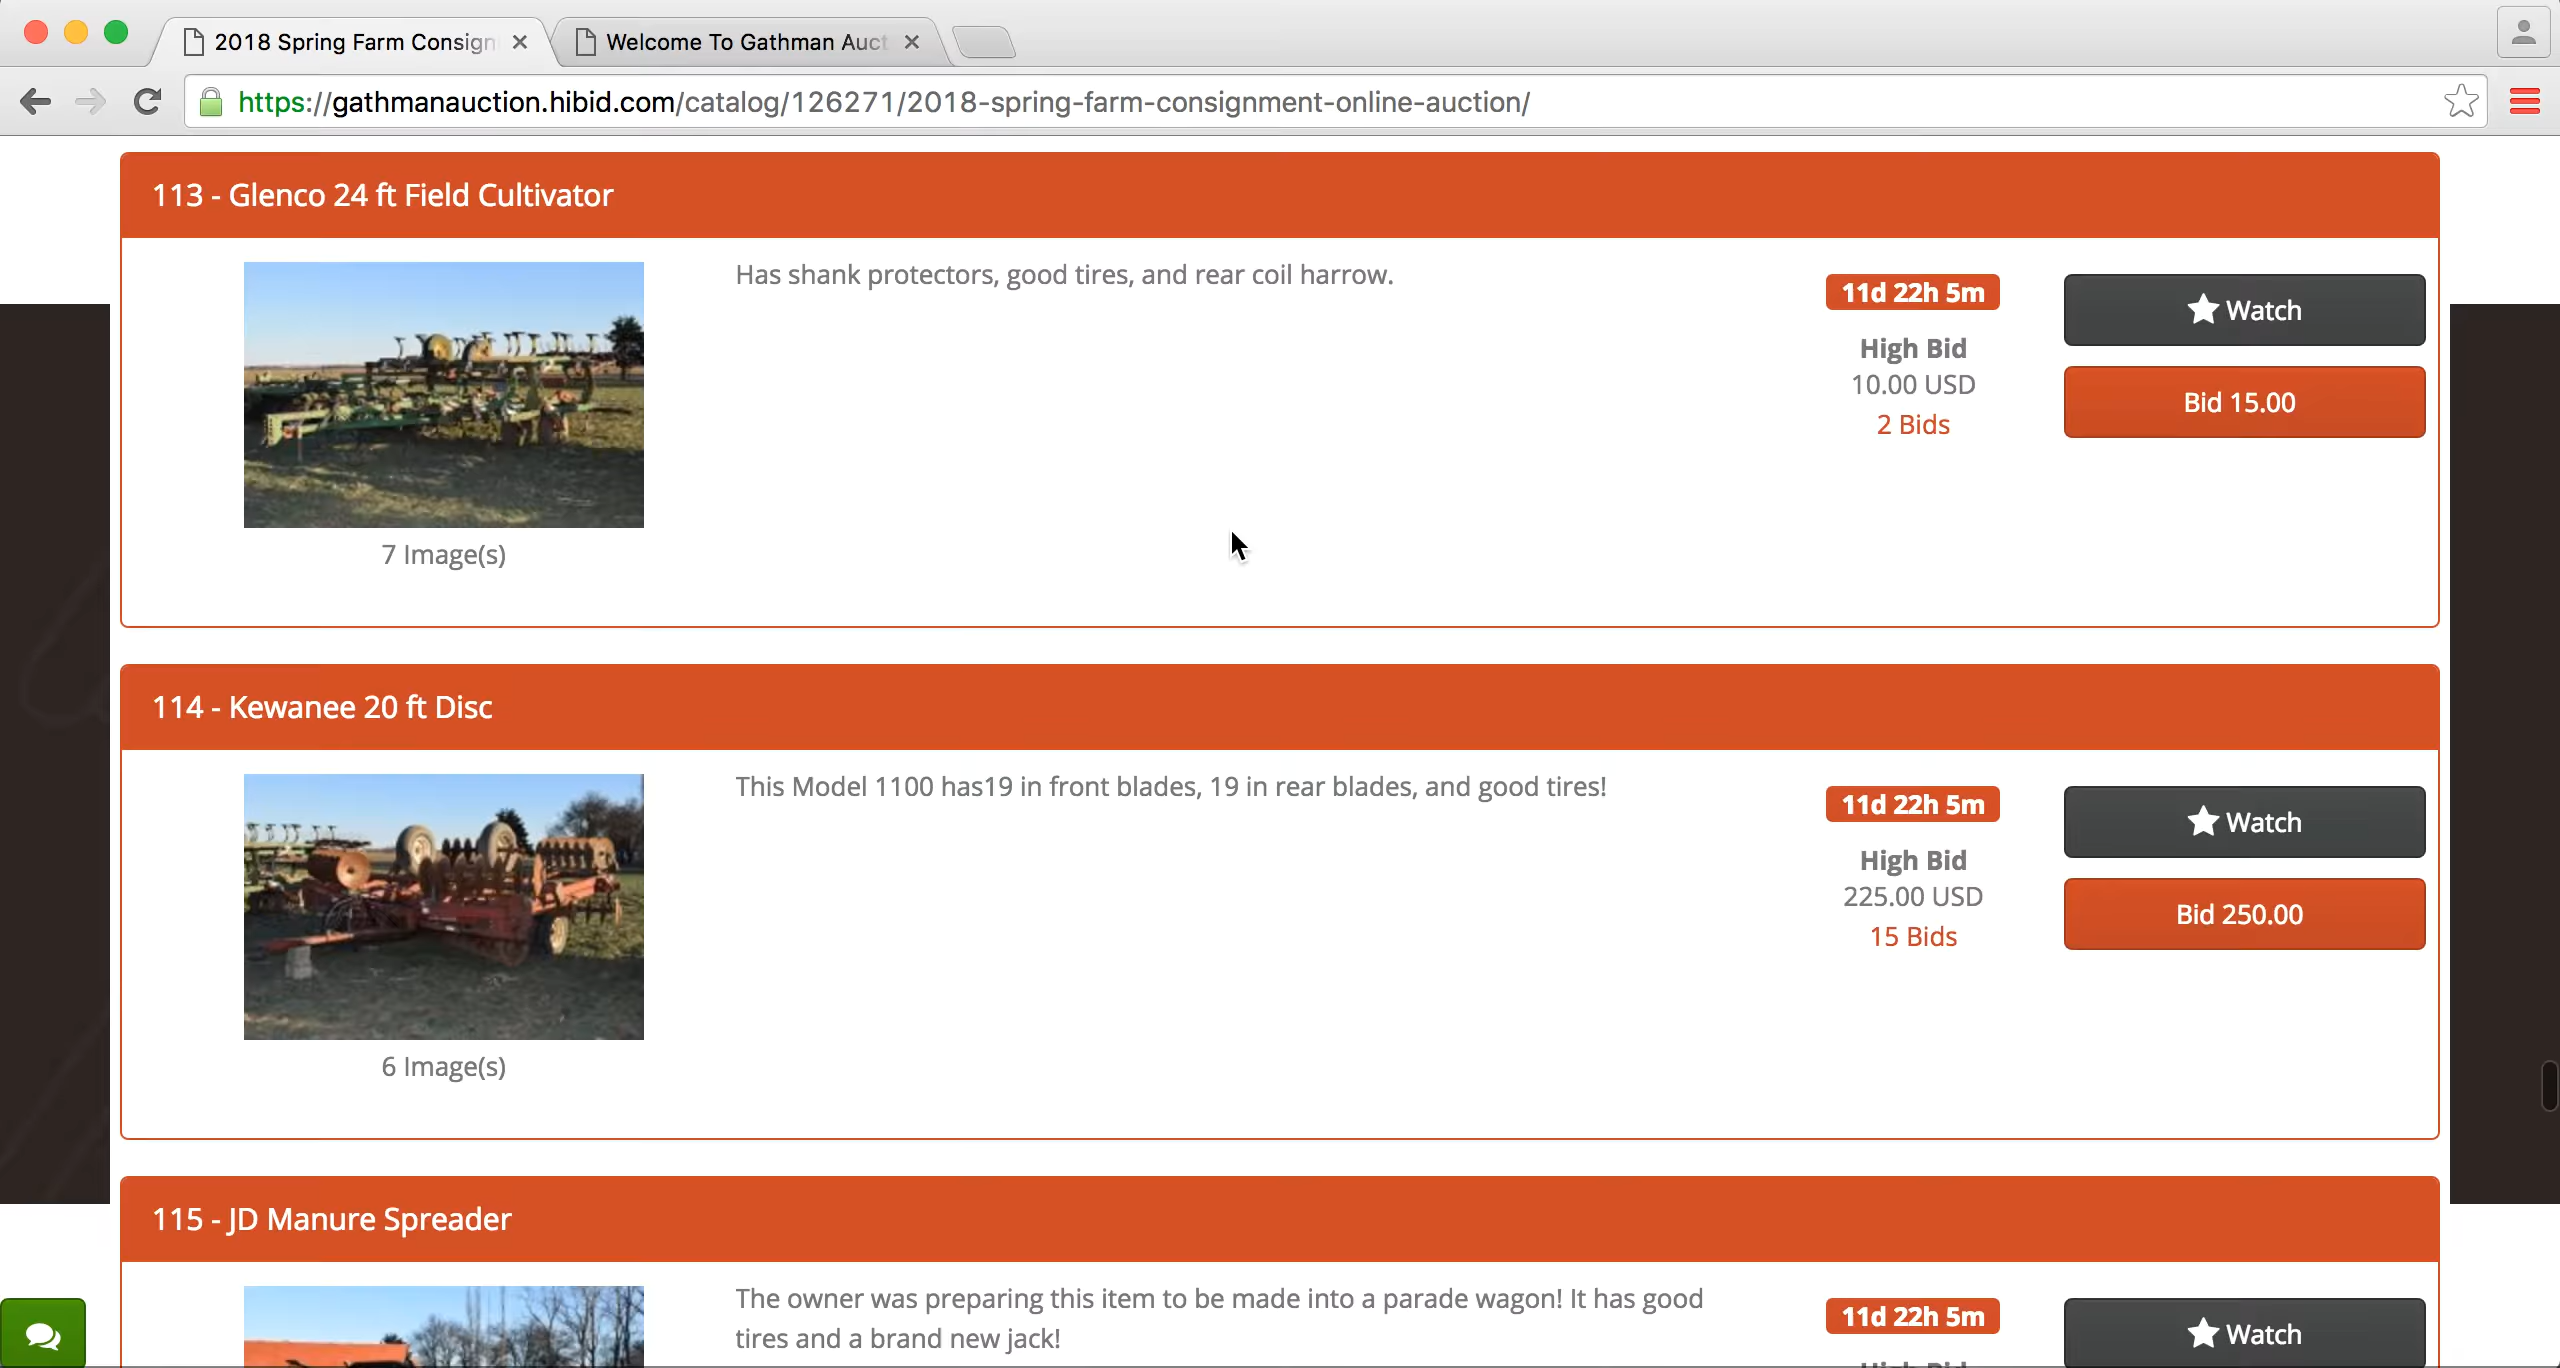 2018 Spring Farm Consign
Welcome To Gathman Auct
https://gathmanauction.hibid.com/catalog/126271/2018-spring-farm-consignment-online-auction/
113 - Glenco 24 ft Field Cultivator
Has shank protectors, good tires, and rear coil harrow.
11d 22h 5m
High Bid
10.00 USD
2 Bids
Watch
Bid 15.00
7 Image(s)
114 - Kewanee 20 ft Disc
This Model 1100 has19 in front blades, 19 in rear blades, and good tires!
11d 22h 5m
High Bid
225.00 USD
15 Bids
Watch
Bid 250.00
6 Image(s)
115 - JD Manure Spreader
The owner was preparing this item to be made into a parade wagon! It has good
tires and a brand new jack!
11d 22h 5m
High Bid
Watch